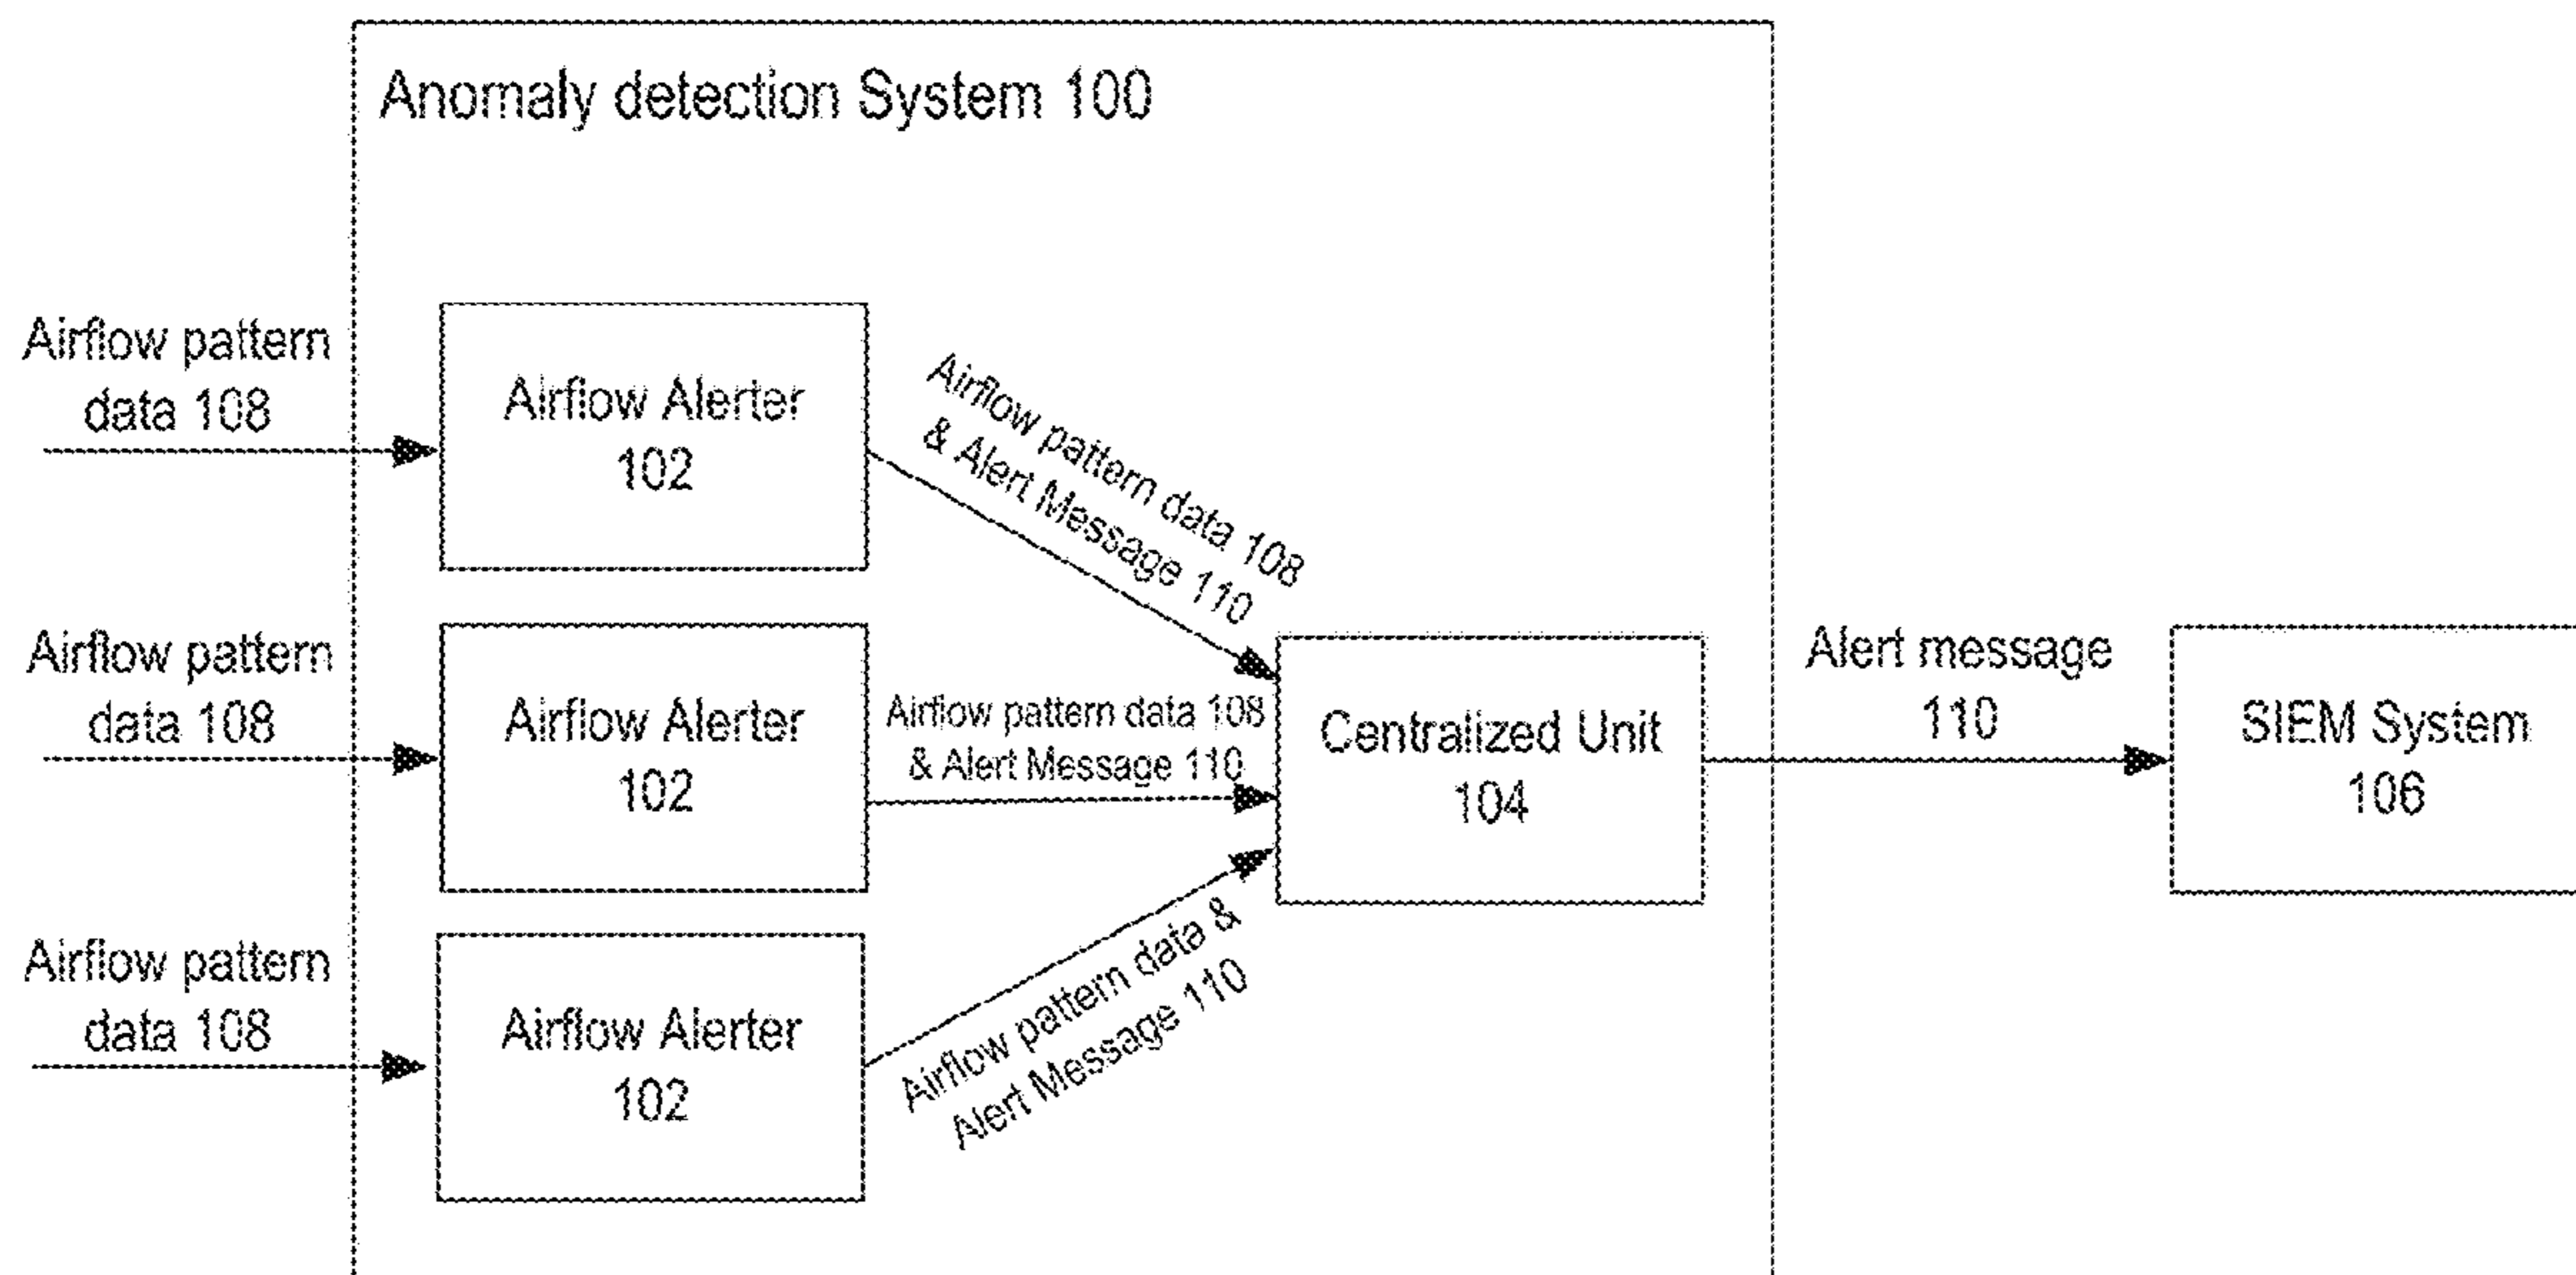 Anomaly detection System 100
Airflow pattern
data 108
Airflow Alerter
102
Airflow pattern data 108
& Alert Message 110
Airflow pattern
data 108
Airflow Alerter
102
Airflow pattern data 108
& Alert Message 110
Centralized Unit
104
Alert message
110
SIEM System
106
Airflow pattern
data 108
Airflow Alerter
102
Airflow pattern data &
Alert Message 110